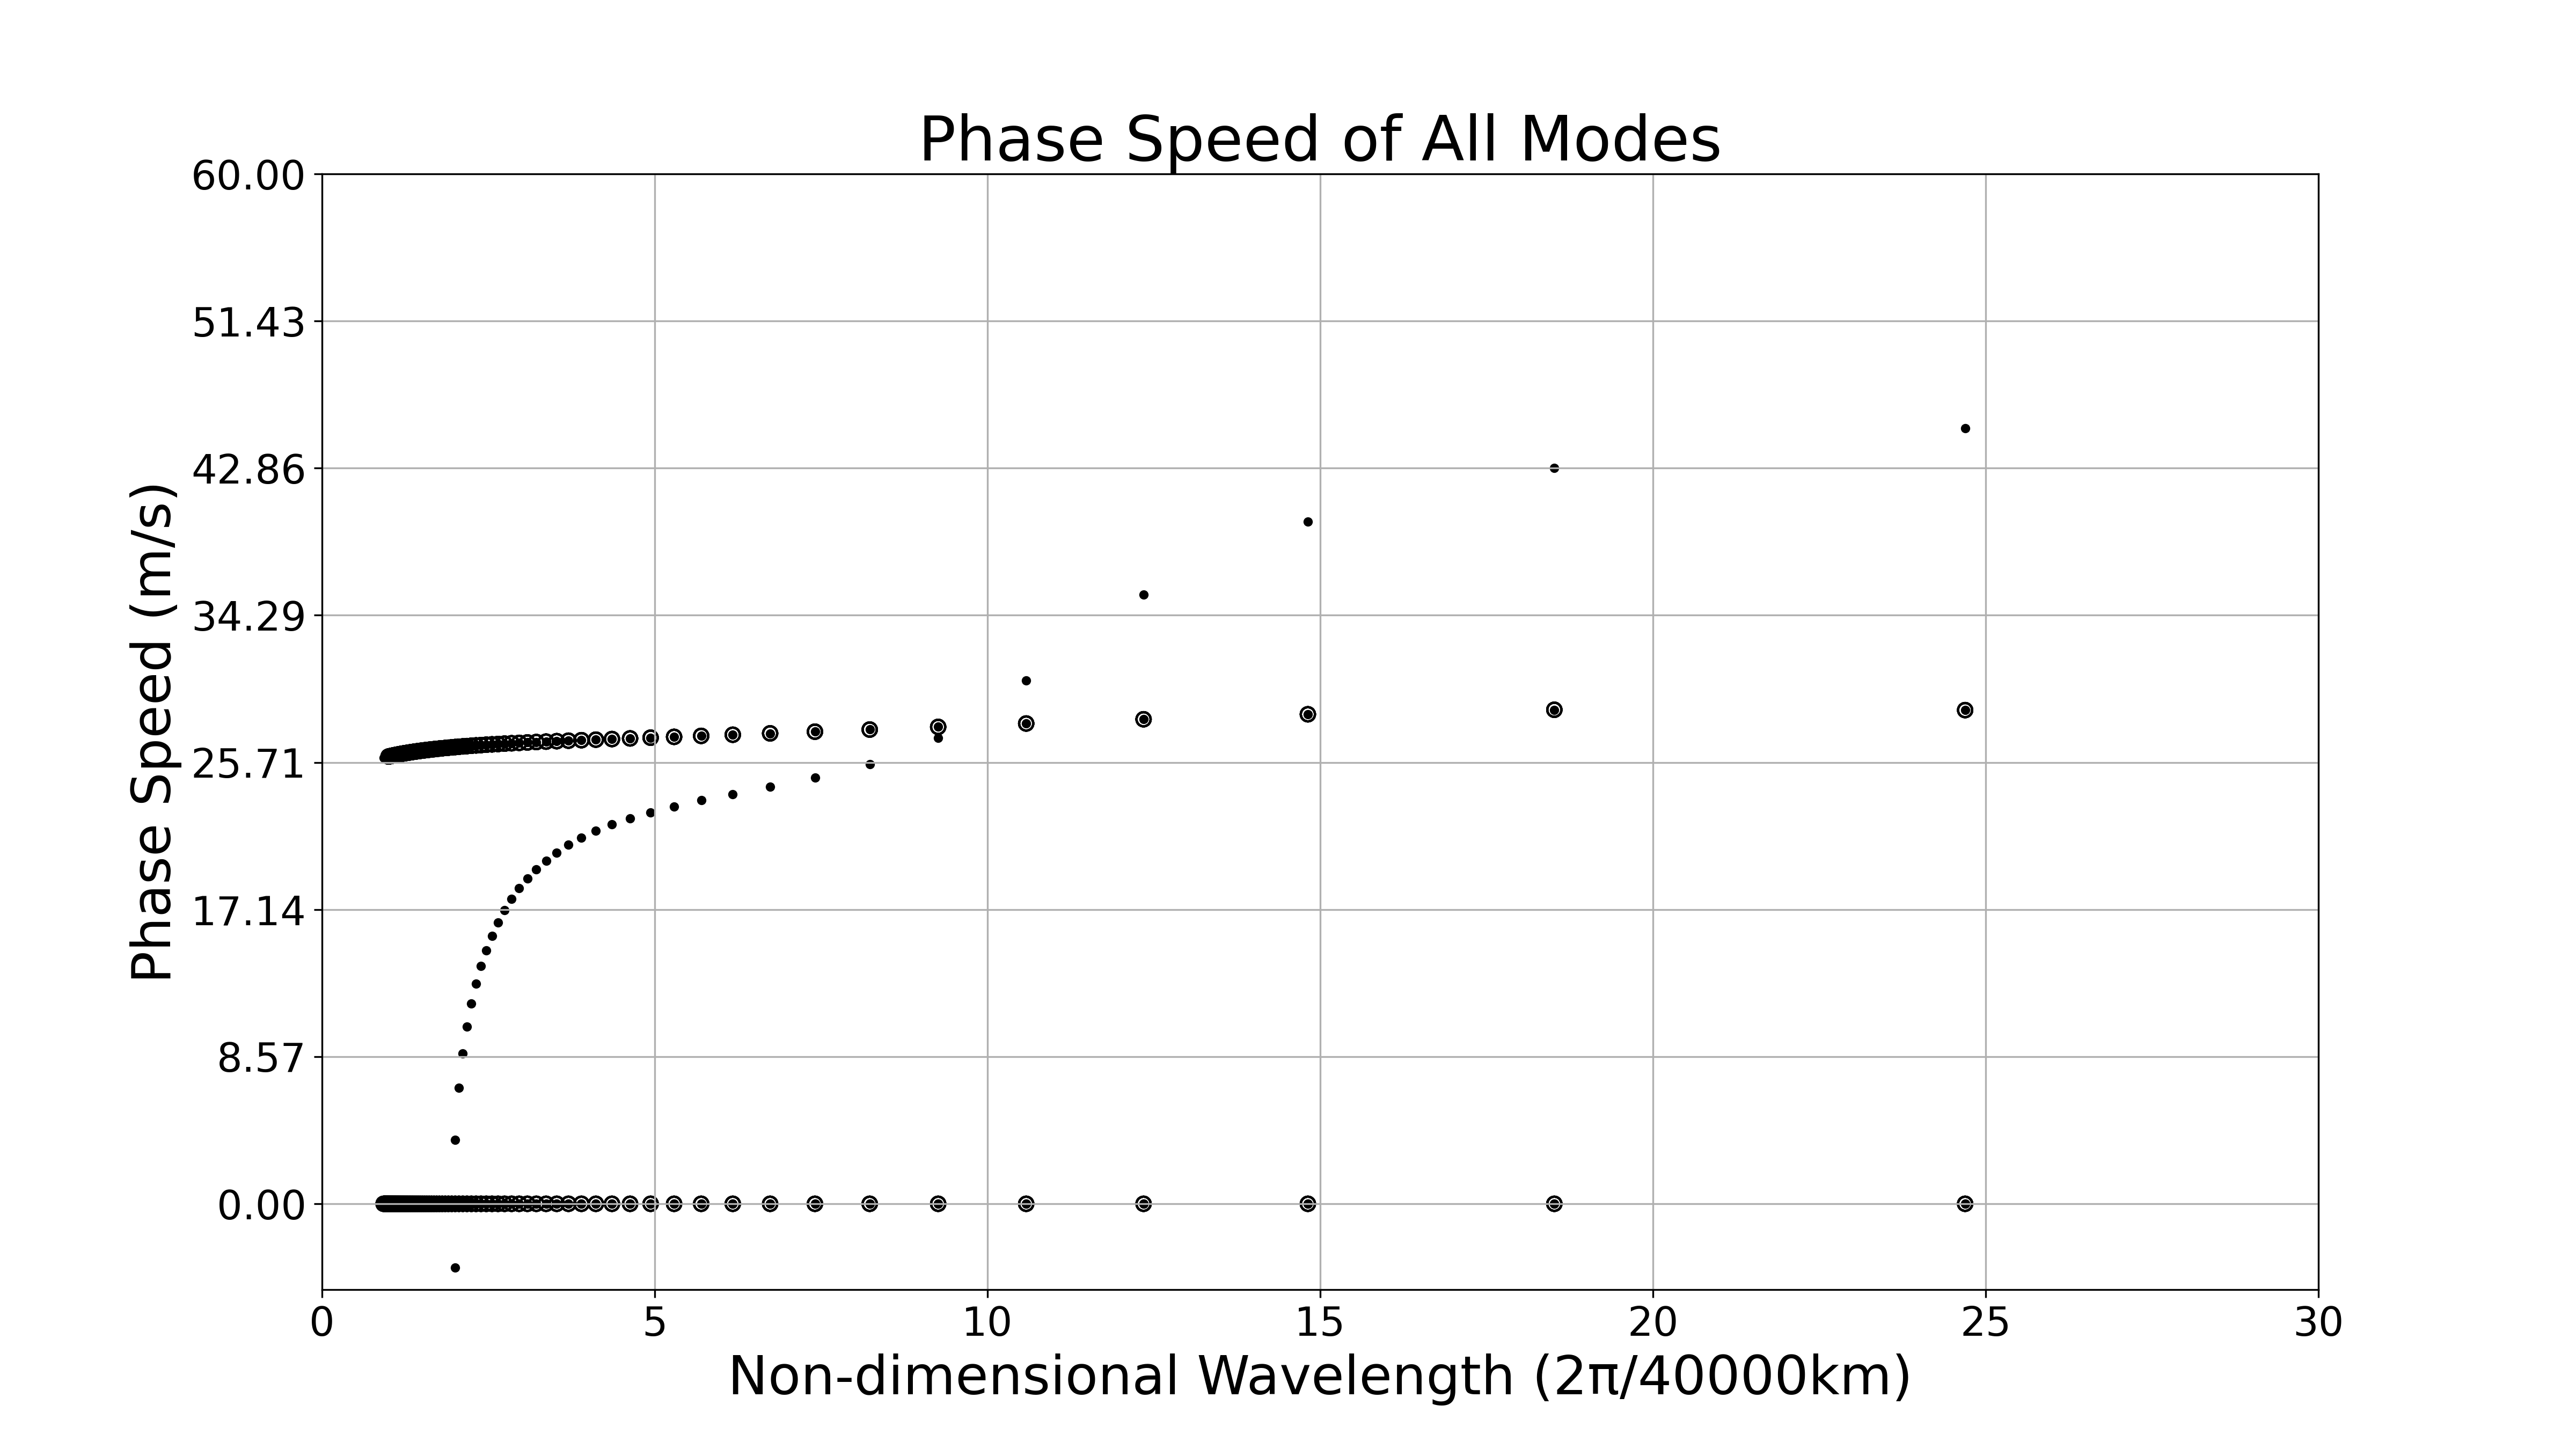 Phase Speed of All Modes
60.00
51.43
42.86
34.29
25.71
17.14
8.57
0.00
Phase Speed (m/s)
0 5 10 15 20 25 30
Non-dimensional Wavelength (2π/40000km)